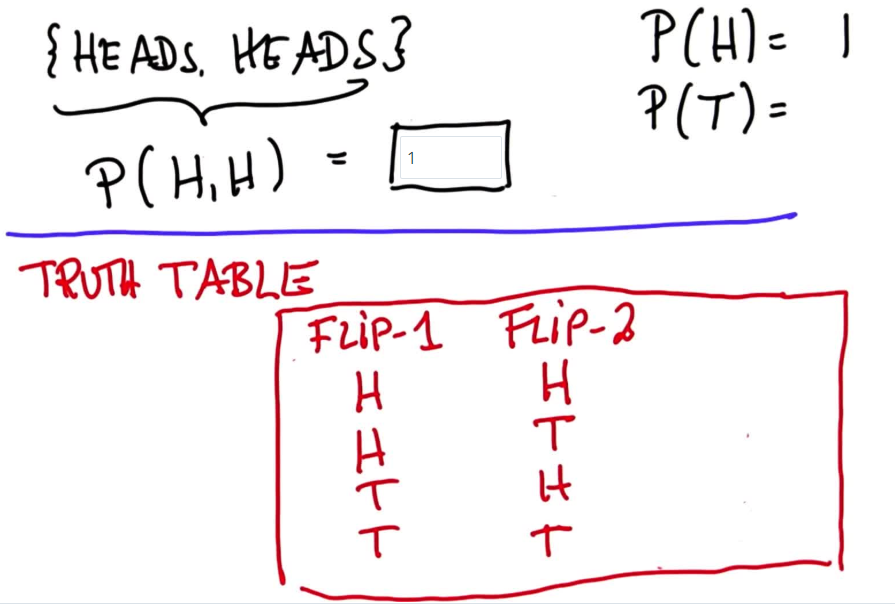 {HEADS, HEADS}
P(H) = 1
P(T) =
P(H,H) = 1
TRUTH TABLE
FLiP-1 FLiP-2
H H
H T
T H
T T